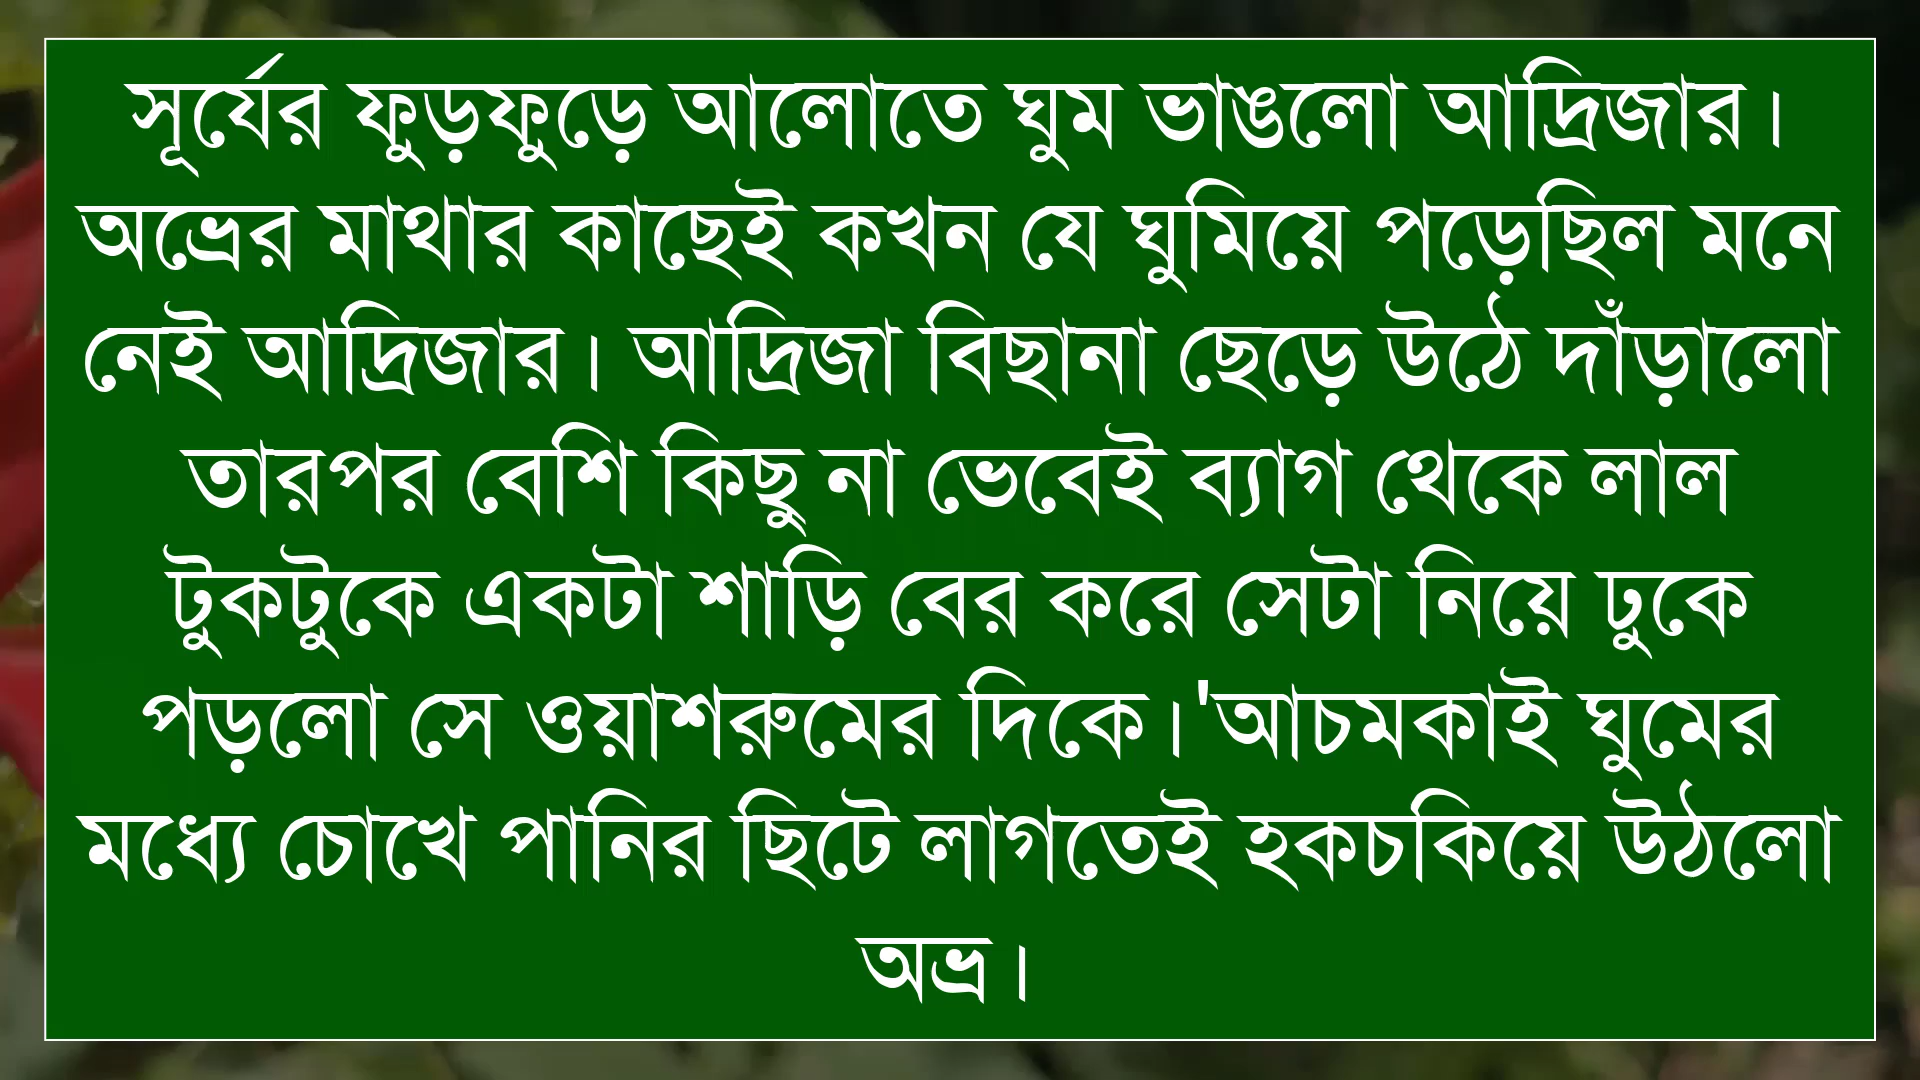 সূর্যের ফুড়ফুড়ে আলোতে ঘুম ভাঙলো আদ্রিজার।
অভ্রের মাথার কাছেই কখন যে ঘুমিয়ে পড়েছিল মনে
নেই আদ্রিজার। আদ্রিজা বিছানা ছেড়ে উঠে দাঁড়ালো
তারপর বেশি কিছু না ভেবেই ব্যাগ থেকে লাল
টুকটুকে একটা শাড়ি বের করে সেটা নিয়ে ঢুকে
পড়লো সে ওয়াশরুমের দিকে।'আচমকাই ঘুমের
মধ্যে চোখে পানির ছিটে লাগতেই হকচকিয়ে উঠলো
অভ্র।